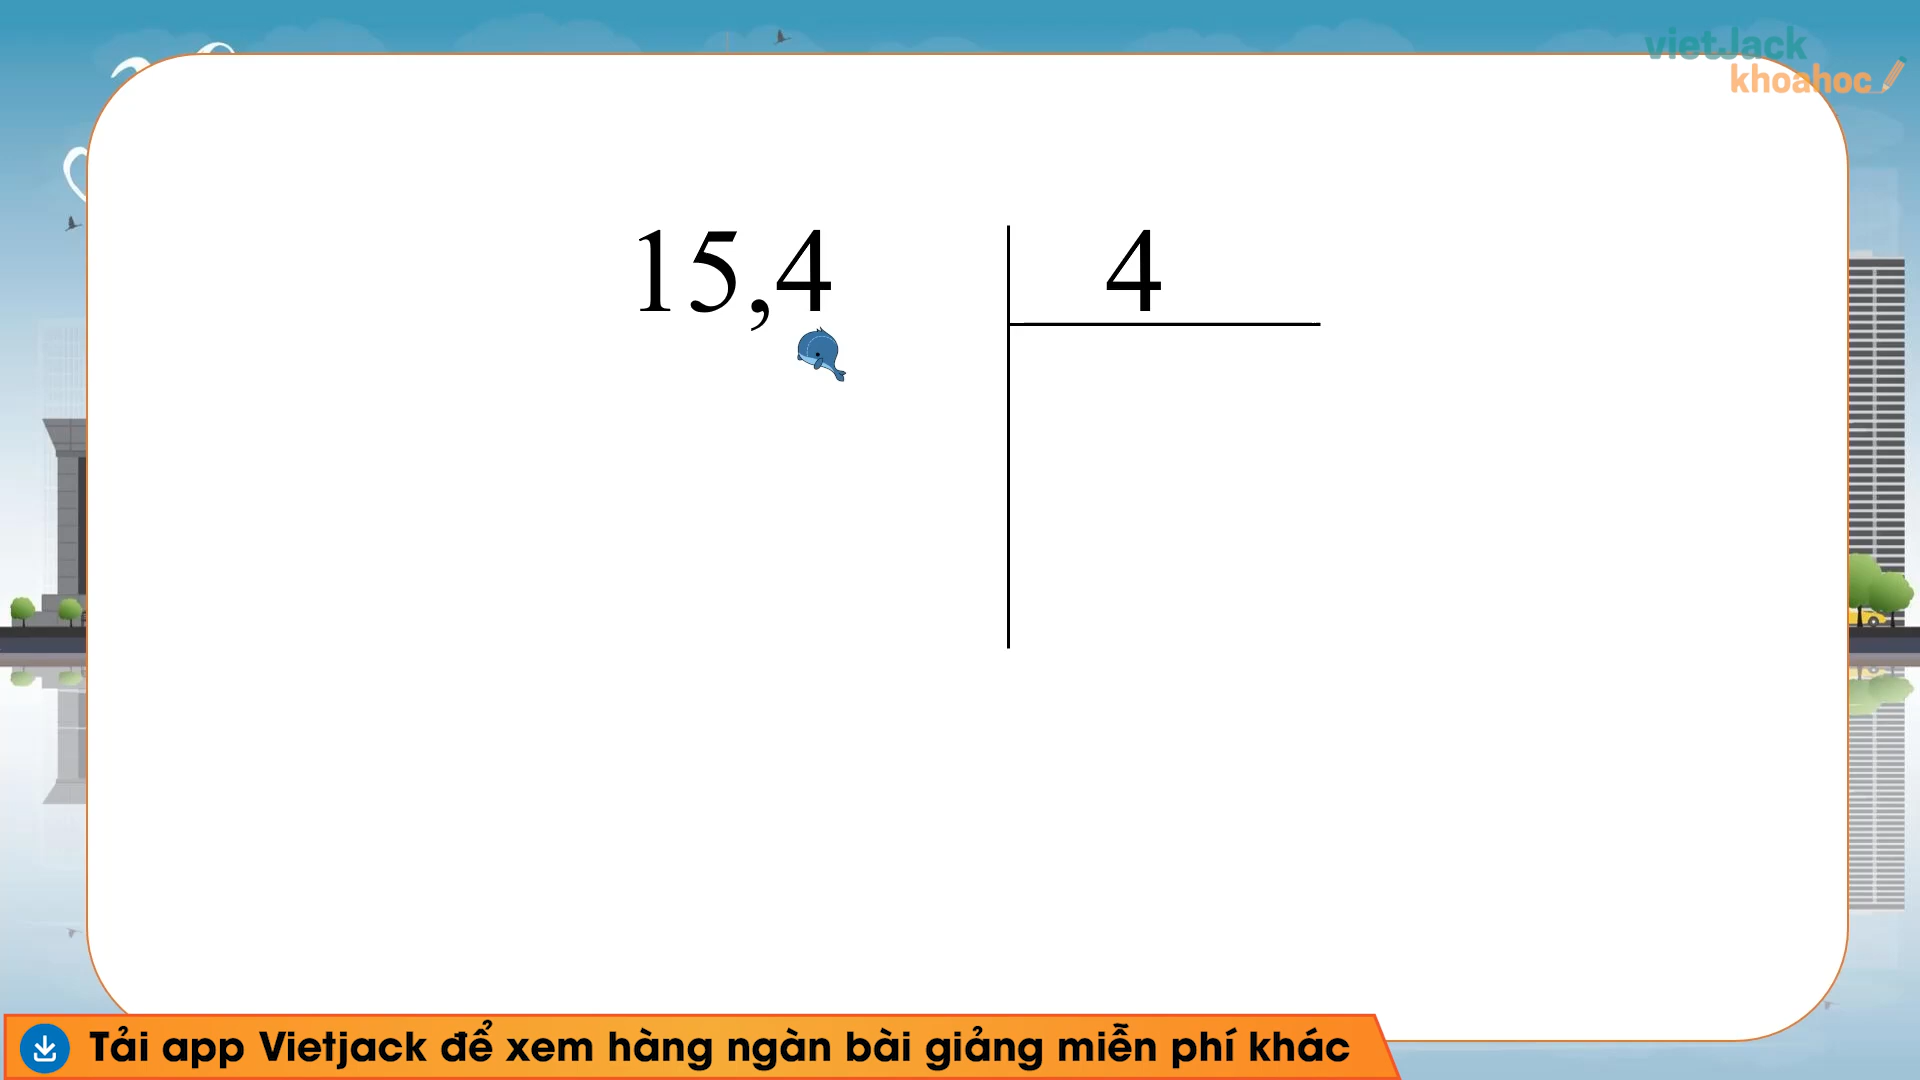 vietJack
khoahoc
15,4 4
Tải app Vietjack để xem hàng ngàn bài giảng miễn phí khác